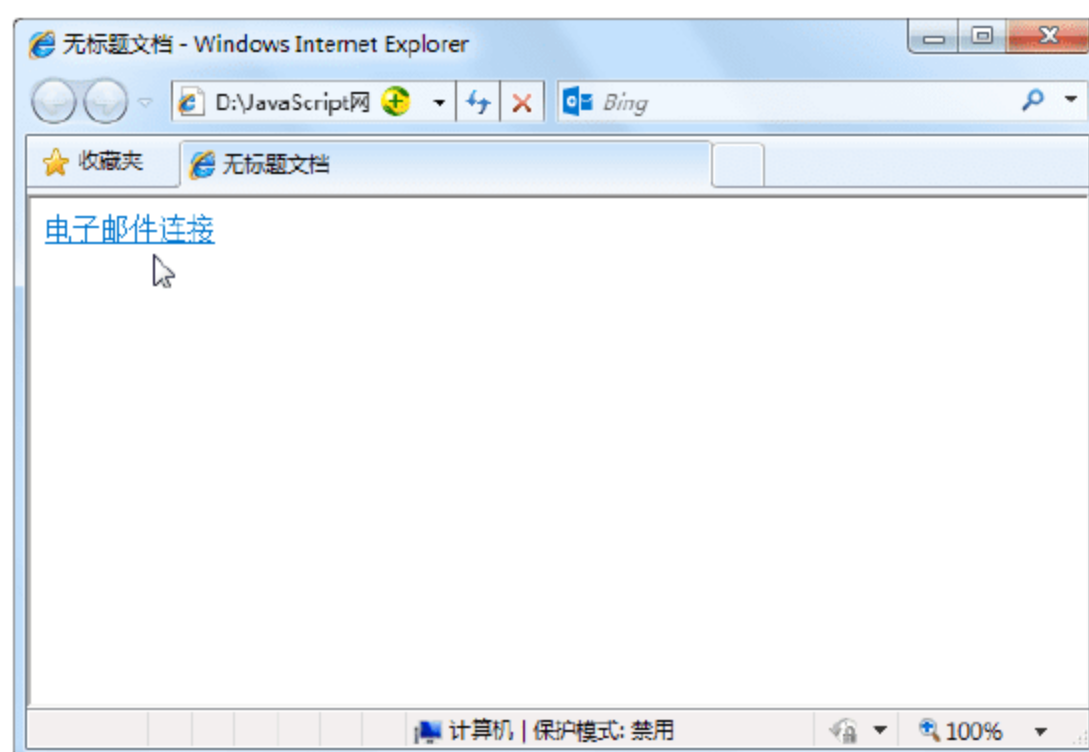 无标题文档 - Windows Internet Explorer
D:\JavaScript网
Bing
收藏夹
无标题文档
电子邮件连接
计算机 | 保护模式: 禁用
100%